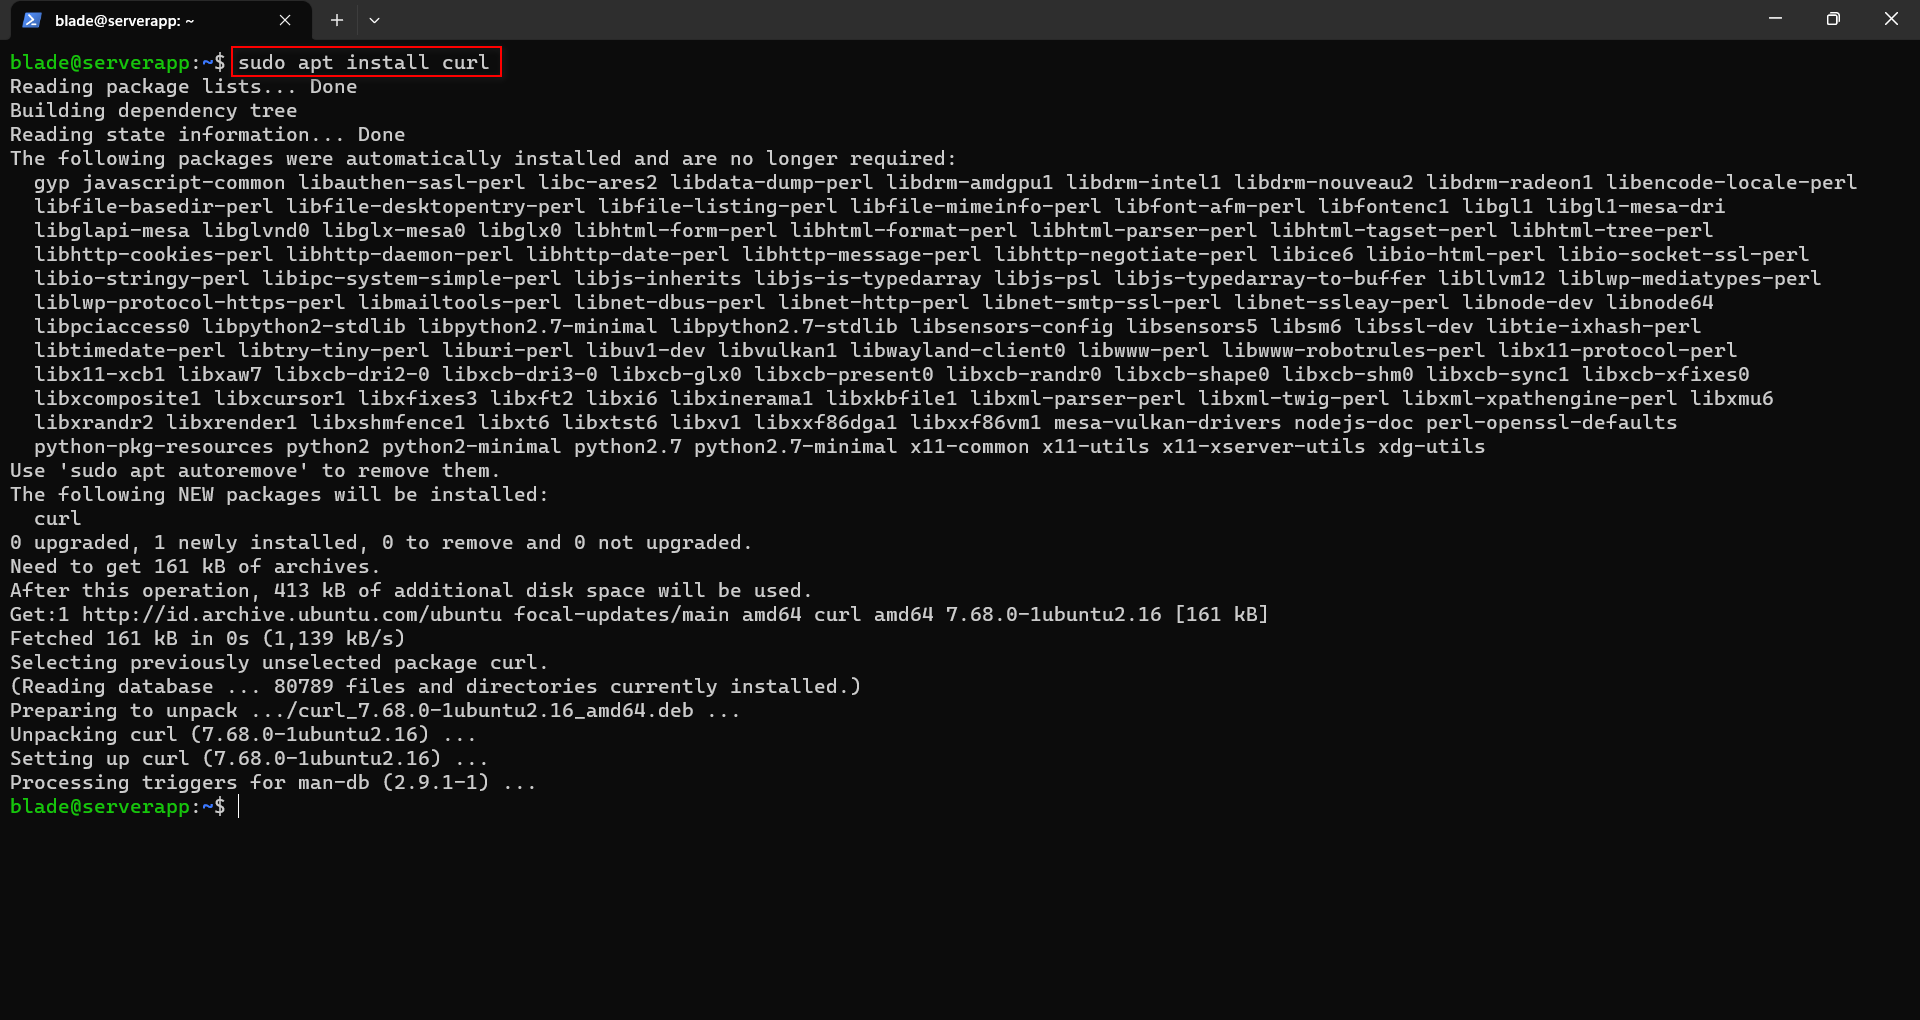 blade@serverapp: ~
blade@serverapp:~$ sudo apt install curl
Reading package lists... Done
Building dependency tree
Reading state information... Done
The following packages were automatically installed and are no longer required:
  gyp javascript-common libauthen-sasl-perl libc-ares2 libdata-dump-perl libdrm-amdgpu1 libdrm-intel1 libdrm-nouveau2 libdrm-radeon1 libencode-locale-perl
  libfile-basedir-perl libfile-desktopentry-perl libfile-listing-perl libfile-mimeinfo-perl libfont-afm-perl libfontenc1 libgl1 libgl1-mesa-dri
  libglapi-mesa libglvnd0 libglx-mesa0 libglx0 libhtml-form-perl libhtml-format-perl libhtml-parser-perl libhtml-tagset-perl libhtml-tree-perl
  libhttp-cookies-perl libhttp-daemon-perl libhttp-date-perl libhttp-message-perl libhttp-negotiate-perl libice6 libio-html-perl libio-socket-ssl-perl
  libio-stringy-perl libipc-system-simple-perl libjs-inherits libjs-is-typedarray libjs-psl libjs-typedarray-to-buffer libllvm12 liblwp-mediatypes-perl
  liblwp-protocol-https-perl libmailtools-perl libnet-dbus-perl libnet-http-perl libnet-smtp-ssl-perl libnet-ssleay-perl libnode-dev libnode64
  libpciaccess0 libpython2-stdlib libpython2.7-minimal libpython2.7-stdlib libsensors-config libsensors5 libsm6 libssl-dev libtie-ixhash-perl
  libtimedate-perl libtry-tiny-perl liburi-perl libuv1-dev libvulkan1 libwayland-client0 libwww-perl libwww-robotrules-perl libx11-protocol-perl
  libx11-xcb1 libxaw7 libxcb-dri2-0 libxcb-dri3-0 libxcb-glx0 libxcb-present0 libxcb-randr0 libxcb-shape0 libxcb-shm0 libxcb-sync1 libxcb-xfixes0
  libxcomposite1 libxcursor1 libxfixes3 libxft2 libxi6 libxinerama1 libxkbfile1 libxml-parser-perl libxml-twig-perl libxml-xpathengine-perl libxmu6
  libxrandr2 libxrender1 libxshmfence1 libxt6 libxtst6 libxv1 libxxf86dga1 libxxf86vm1 mesa-vulkan-drivers nodejs-doc perl-openssl-defaults
  python-pkg-resources python2 python2-minimal python2.7 python2.7-minimal x11-common x11-utils x11-xserver-utils xdg-utils
Use 'sudo apt autoremove' to remove them.
The following NEW packages will be installed:
  curl
0 upgraded, 1 newly installed, 0 to remove and 0 not upgraded.
Need to get 161 kB of archives.
After this operation, 413 kB of additional disk space will be used.
Get:1 http://id.archive.ubuntu.com/ubuntu focal-updates/main amd64 curl amd64 7.68.0-1ubuntu2.16 [161 kB]
Fetched 161 kB in 0s (1,139 kB/s)
Selecting previously unselected package curl.
(Reading database ... 80789 files and directories currently installed.)
Preparing to unpack .../curl_7.68.0-1ubuntu2.16_amd64.deb ...
Unpacking curl (7.68.0-1ubuntu2.16) ...
Setting up curl (7.68.0-1ubuntu2.16) ...
Processing triggers for man-db (2.9.1-1) ...
blade@serverapp:~$